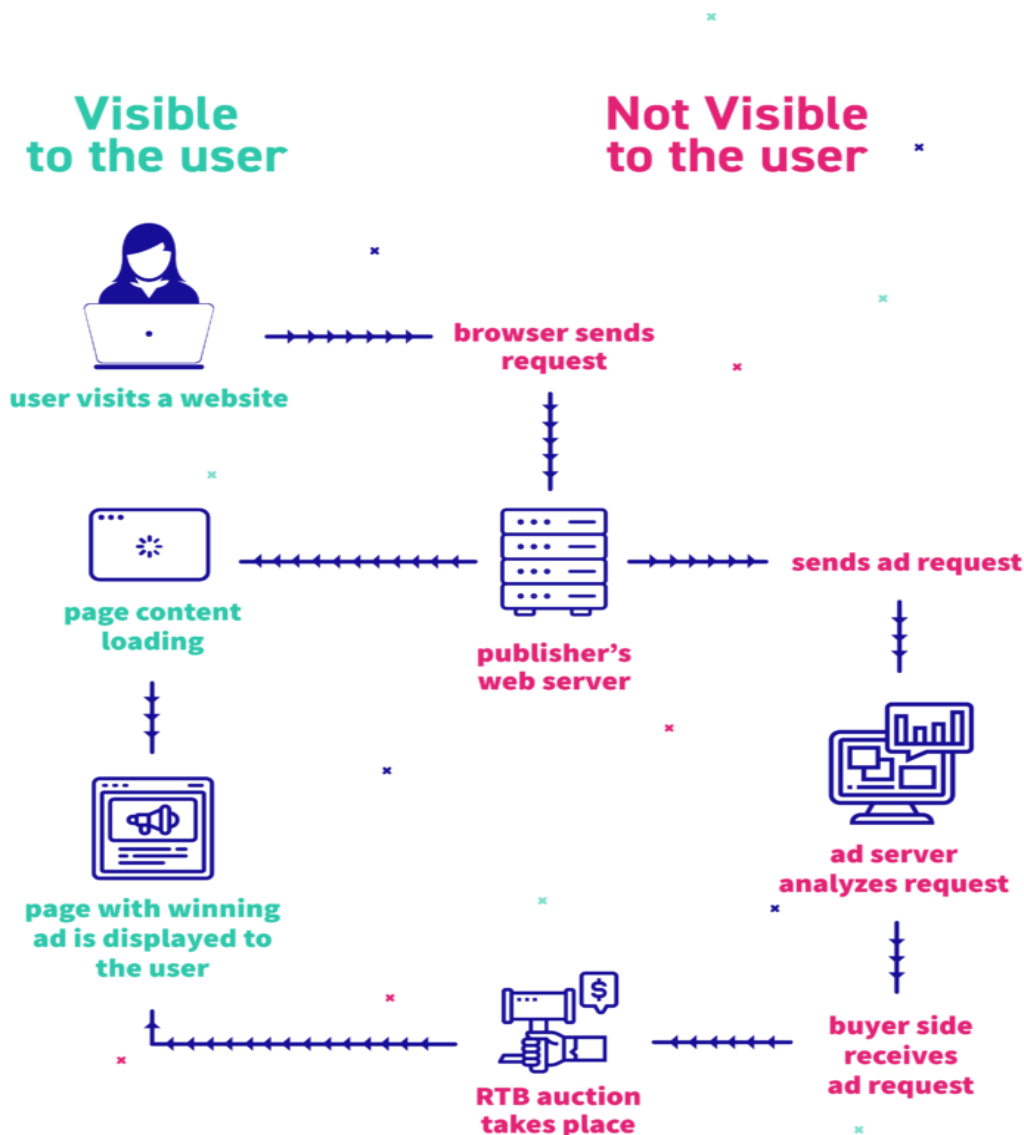 Visible
to the user
Not Visible
to the user
user visits a website
browser sends
request
publisher's
web server
page content
loading
sends ad request
ad server
analyzes request
page with winning
ad is displayed to
the user
$
buyer side
receives
ad request
RTB auction
takes place